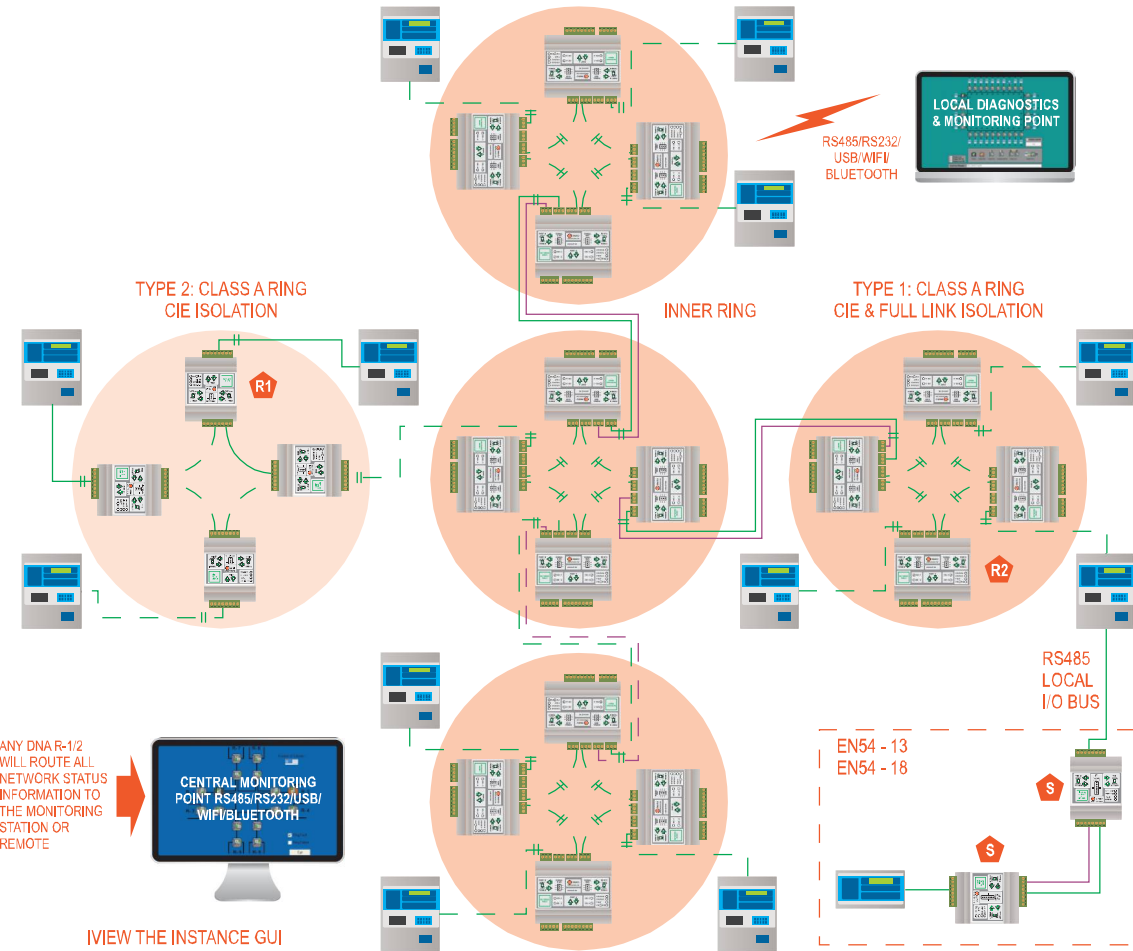 LOCAL DIAGNOSTICS
& MONITORING POINT
RS485/RS232/
USB/WIFI/
BLUETOOTH
TYPE 2: CLASS A RING
CIE ISOLATION
INNER RING
TYPE 1: CLASS A RING
CIE & FULL LINK ISOLATION
R1
R2
RS485
LOCAL
I/O BUS
EN54 - 13
EN54 - 18
S
S
ANY DNA R-1/2
WILL ROUTE ALL
NETWORK STATUS
INFORMATION TO
THE MONITORING
STATION OR
REMOTE
CENTRAL MONITORING
POINT RS485/RS232/USB/
WIFI/BLUETOOTH
IVIEW THE INSTANCE GUI